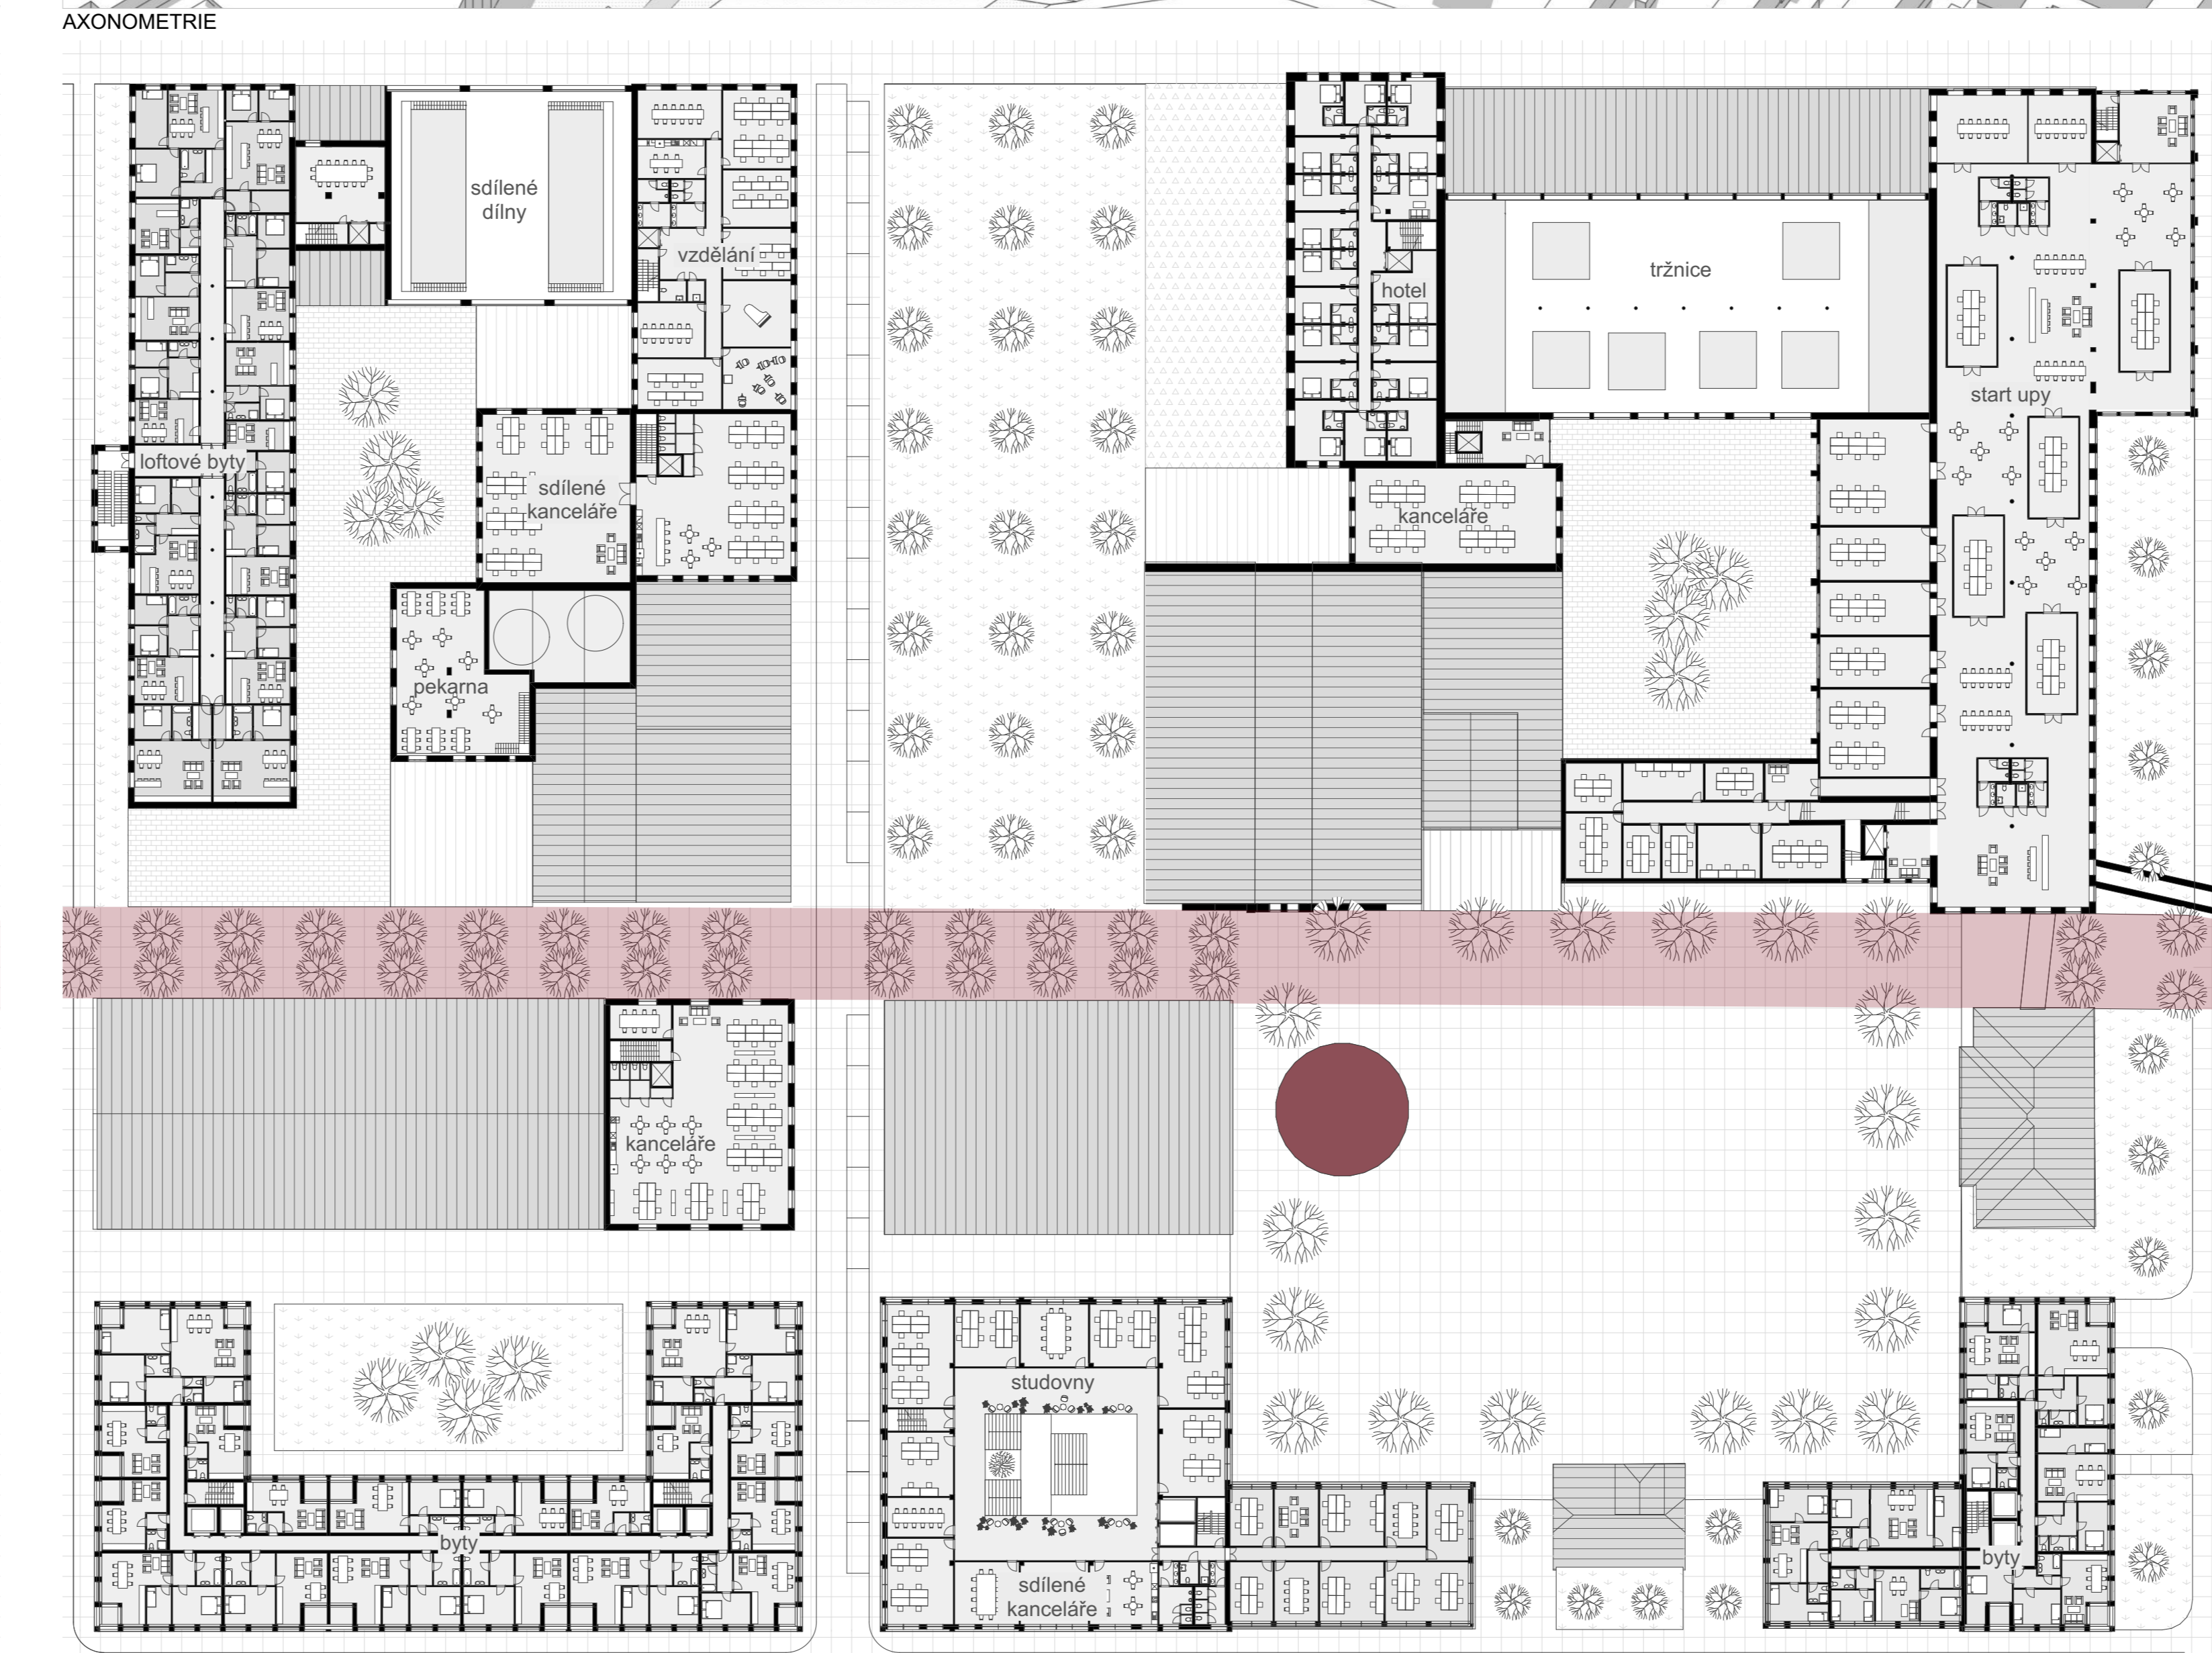 AXONOMETRIE
sdílené
dílny
vzdělání
hotel
tržnice
start upy
loftové byty
sdílené
kanceláře
kanceláře
pekarna
kanceláře
studovny
byty
sdílené
kanceláře
byty